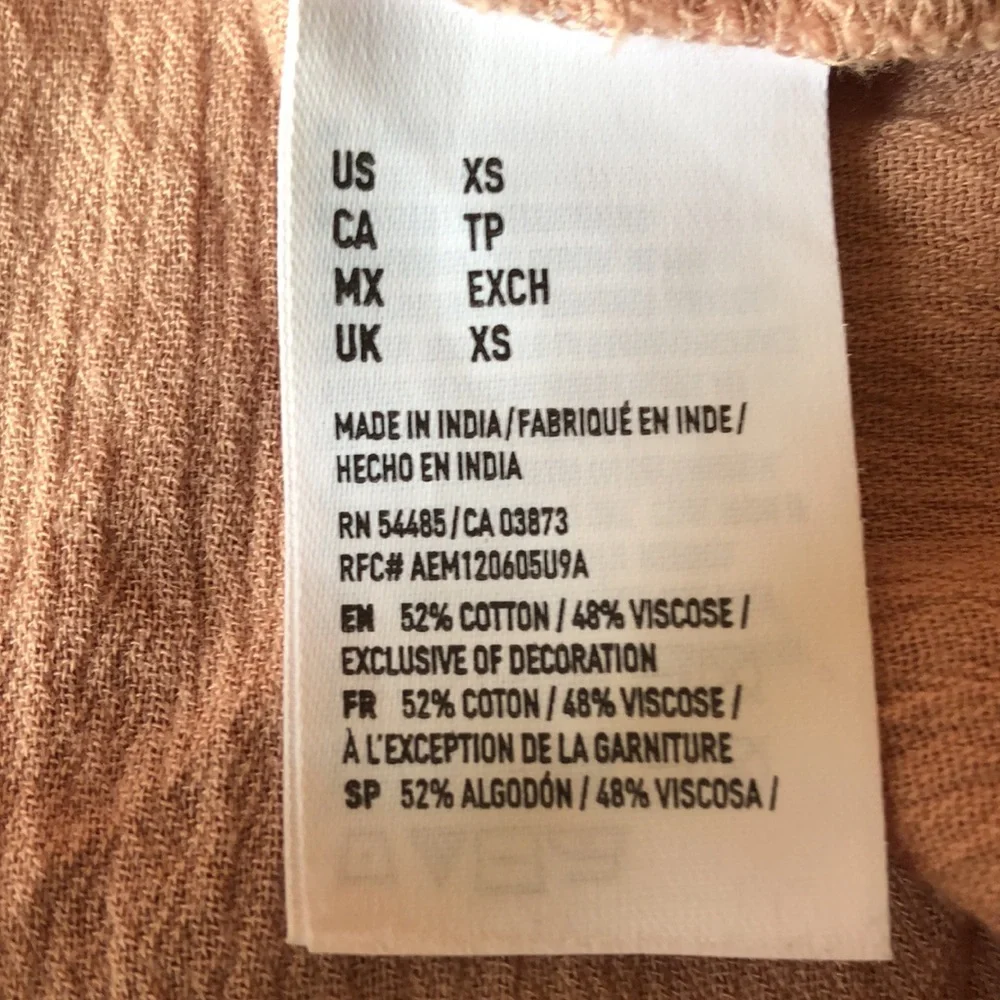 US XS
CA TP
MX EXCH
UK XS
MADE IN INDIA/FABRIQUÉ EN INDE/
HECHO EN INDIA
RN 54485/CA 03873
RFC# AEM120605U9A
EN 52% COTTON / 48% VISCOSE /
EXCLUSIVE OF DECORATION
FR 52% COTON / 48% VISCOSE /
À L'EXCEPTION DE LA GARNITURE
SP 52% ALGODÓN / 48% VISCOSA /